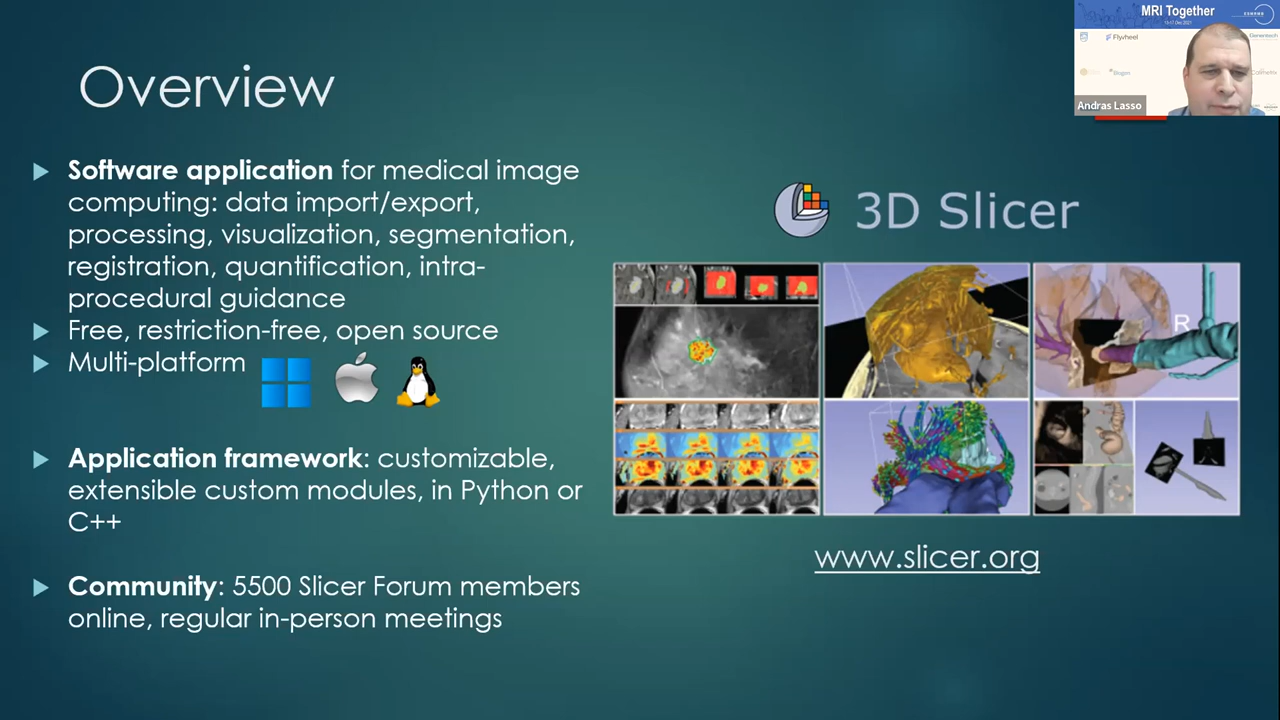 MRI Together
Flywheel
Andras Lasso
Overview
Software application for medical image
computing: data import/export,
processing, visualization, segmentation,
registration, quantification, intra-
procedural guidance
Free, restriction-free, open source
Multi-platform
Application framework: customizable,
extensible custom modules, in Python or
C++
Community: 5500 Slicer Forum members
online, regular in-person meetings
3D Slicer
R
www.slicer.org